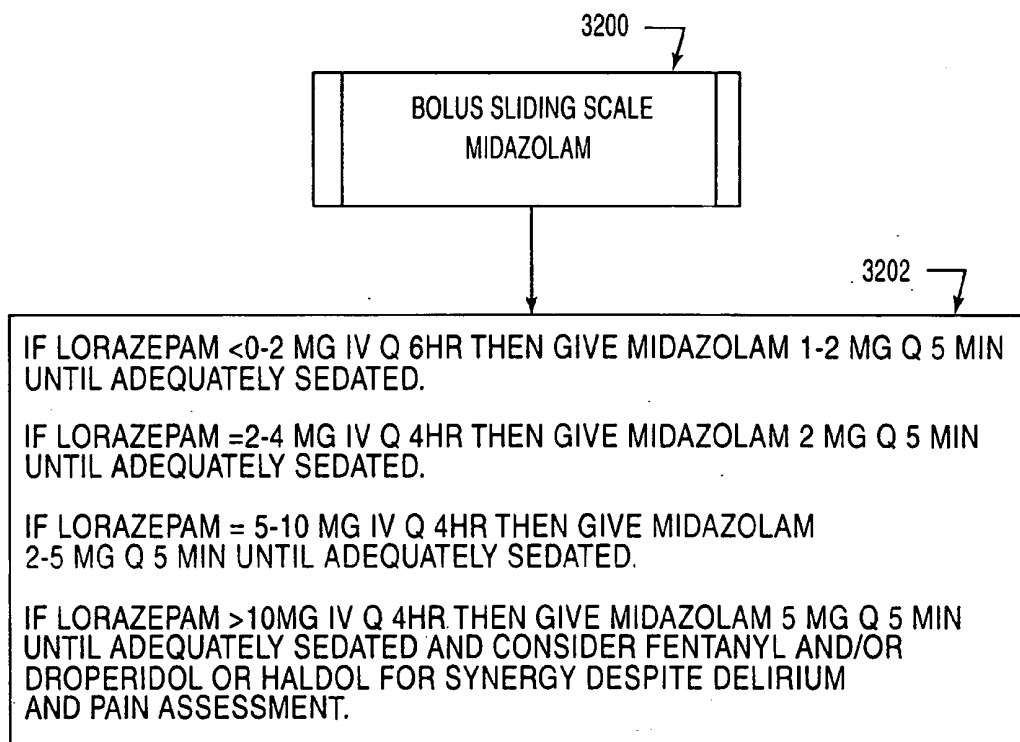 3200
BOLUS SLIDING SCALE
MIDAZOLAM
3202
IF LORAZEPAM <0-2 MG IV Q 6HR THEN GIVE MIDAZOLAM 1-2 MG Q 5 MIN
UNTIL ADEQUATELY SEDATED.
IF LORAZEPAM =2-4 MG IV Q 4HR THEN GIVE MIDAZOLAM 2 MG Q 5 MIN
UNTIL ADEQUATELY SEDATED.
IF LORAZEPAM = 5-10 MG IV Q 4HR THEN GIVE MIDAZOLAM
2-5 MG Q 5 MIN UNTIL ADEQUATELY SEDATED.
IF LORAZEPAM >10MG IV Q 4HR THEN GIVE MIDAZOLAM 5 MG Q 5 MIN
UNTIL ADEQUATELY SEDATED AND CONSIDER FENTANYL AND/OR
DROPERIDOL OR HALDOL FOR SYNERGY DESPITE DELIRIUM
AND PAIN ASSESSMENT.